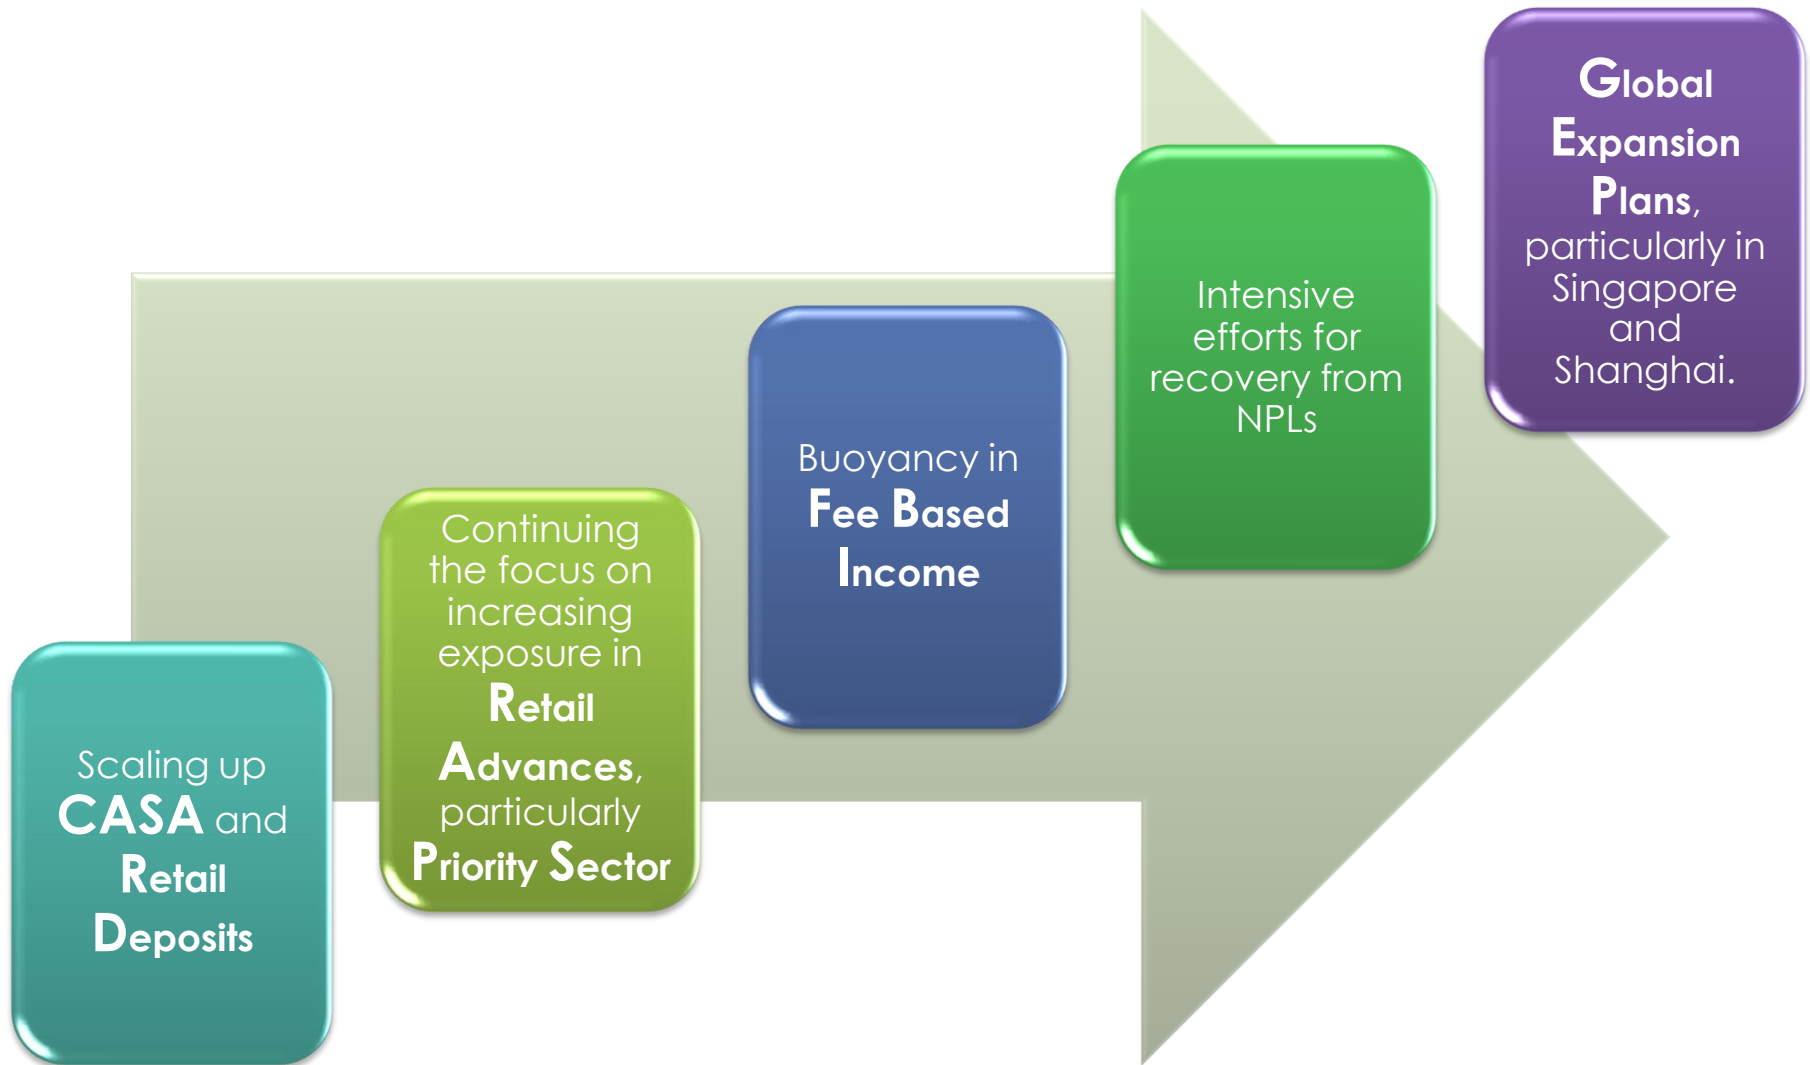 Scaling up
CASA and
Retail
Deposits
Continuing
the focus on
increasing
exposure in
Retail
Advances,
particularly
Priority Sector
Buoyancy in
Fee Based
Income
Intensive
efforts for
recovery from
NPLs
Global
Expansion
Plans,
particularly in
Singapore
and
Shanghai.